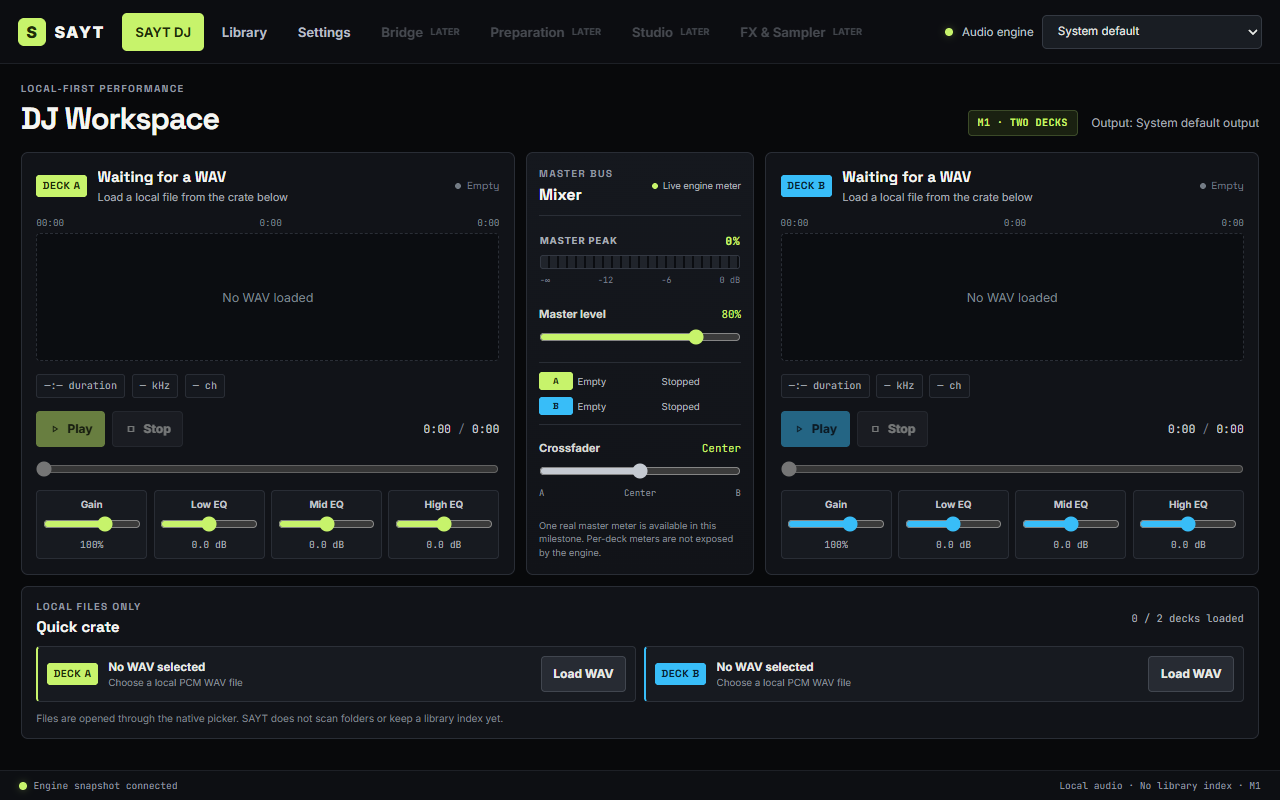 S SAYT SAYT DJ Library Settings Bridge LATER Preparation LATER Studio LATER FX & Sampler LATER Audio engine System default
LOCAL-FIRST PERFORMANCE
DJ Workspace
M1 · TWO DECKS Output: System default output
DECK A Waiting for a WAV
Load a local file from the crate below
Empty
00:00 0:00 0:00
No WAV loaded
—:— duration — kHz — ch
Play Stop 0:00 / 0:00
Gain Low EQ Mid EQ High EQ
100% 0.0 dB 0.0 dB 0.0 dB
MASTER BUS
Mixer
Live engine meter
MASTER PEAK 0%
-∞ -12 -6 0 dB
Master level 80%
A Empty Stopped
B Empty Stopped
Crossfader Center
A Center B
One real master meter is available in this
milestone. Per-deck meters are not exposed
by the engine.
DECK B Waiting for a WAV
Load a local file from the crate below
Empty
00:00 0:00 0:00
No WAV loaded
—:— duration — kHz — ch
Play Stop 0:00 / 0:00
Gain Low EQ Mid EQ High EQ
100% 0.0 dB 0.0 dB 0.0 dB
LOCAL FILES ONLY
Quick crate
0 / 2 decks loaded
DECK A No WAV selected
Choose a local PCM WAV file
Load WAV
DECK B No WAV selected
Choose a local PCM WAV file
Load WAV
Files are opened through the native picker. SAYT does not scan folders or keep a library index yet.
Engine snapshot connected
Local audio · No library index · M1